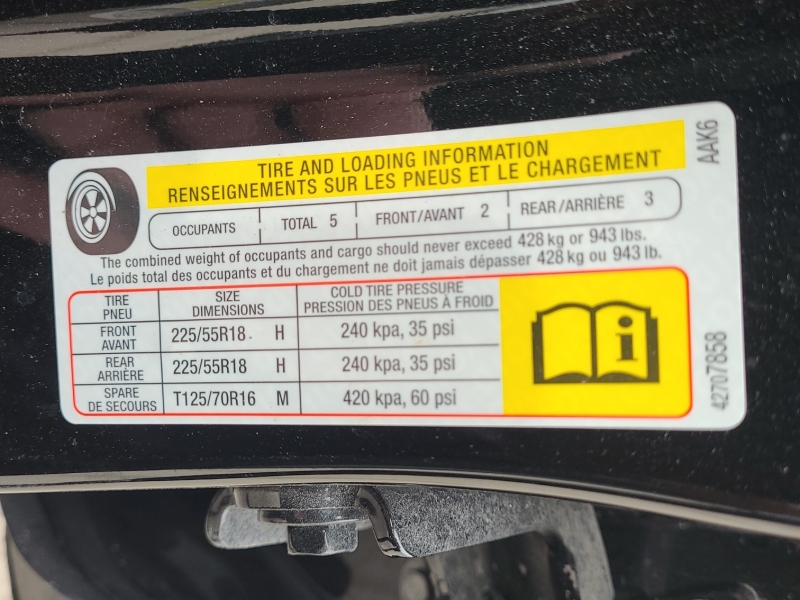 TIRE AND LOADING INFORMATION
RENSEIGNEMENTS SUR LES PNEUS ET LE CHARGEMENT
OCCUPANTS TOTAL 5 FRONT/AVANT 2 REAR/ARRIÈRE 3
The combined weight of occupants and cargo should never exceed 428 kg or 943 lbs.
Le poids total des occupants et du chargement ne doit jamais dépasser 428 kg ou 943 lb.
TIRE SIZE COLD TIRE PRESSURE
PNEU DIMENSIONS PRESSION DES PNEUS À FROID
FRONT
AVANT 225/55R18 H 240 kpa, 35 psi
REAR
ARRIÈRE 225/55R18 H 240 kpa, 35 psi
SPARE
DE SECOURS T125/70R16 M 420 kpa, 60 psi
i
AAK6
42707858